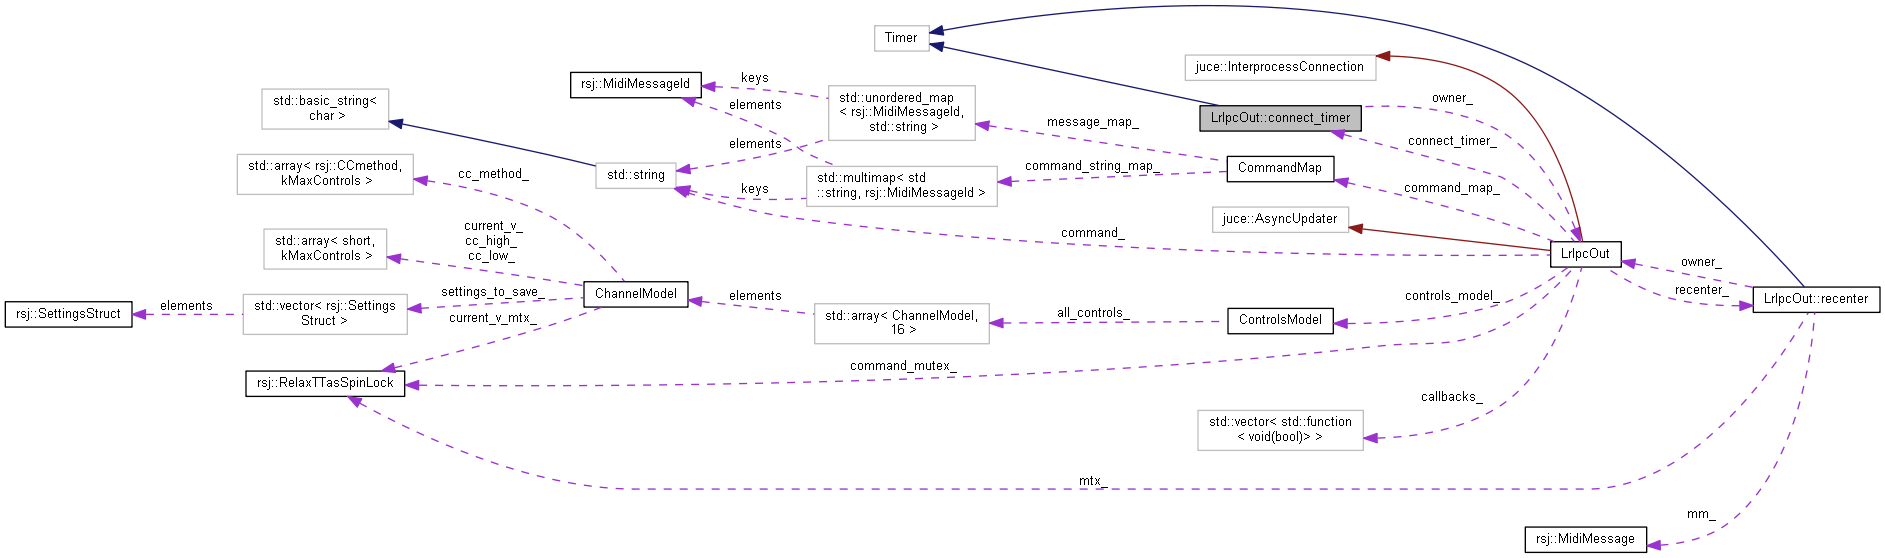 Timer
juce::InterprocessConnection
rsj::MidiMessageId
keys
std::unordered_map
< rsj::MidiMessageId,
std::string >
owner_
std::basic_string<
char >
elements
LrIpcOut::connect_timer
message_map_
connect_timer_
elements
std::array< rsj::CCmethod,
kMaxControls >
cc_method_
std::string
keys
std::multimap< std
::string, rsj::MidiMessageId >
command_string_map_
CommandMap
command_map_
juce::AsyncUpdater
std::array< short,
kMaxControls >
current_v_
cc_high_
cc_low_
command_
LrIpcOut
owner_
rsj::SettingsStruct
elements
std::vector< rsj::Settings
Struct >
settings_to_save_
ChannelModel
elements
std::array< ChannelModel,
16 >
all_controls_
ControlsModel
controls_model_
recenter_
LrIpcOut::recenter
current_v_mtx_
rsj::RelaxTTasSpinLock
command_mutex_
callbacks_
std::vector< std::function
< void(bool)> >
mtx_
mm_
rsj::MidiMessage